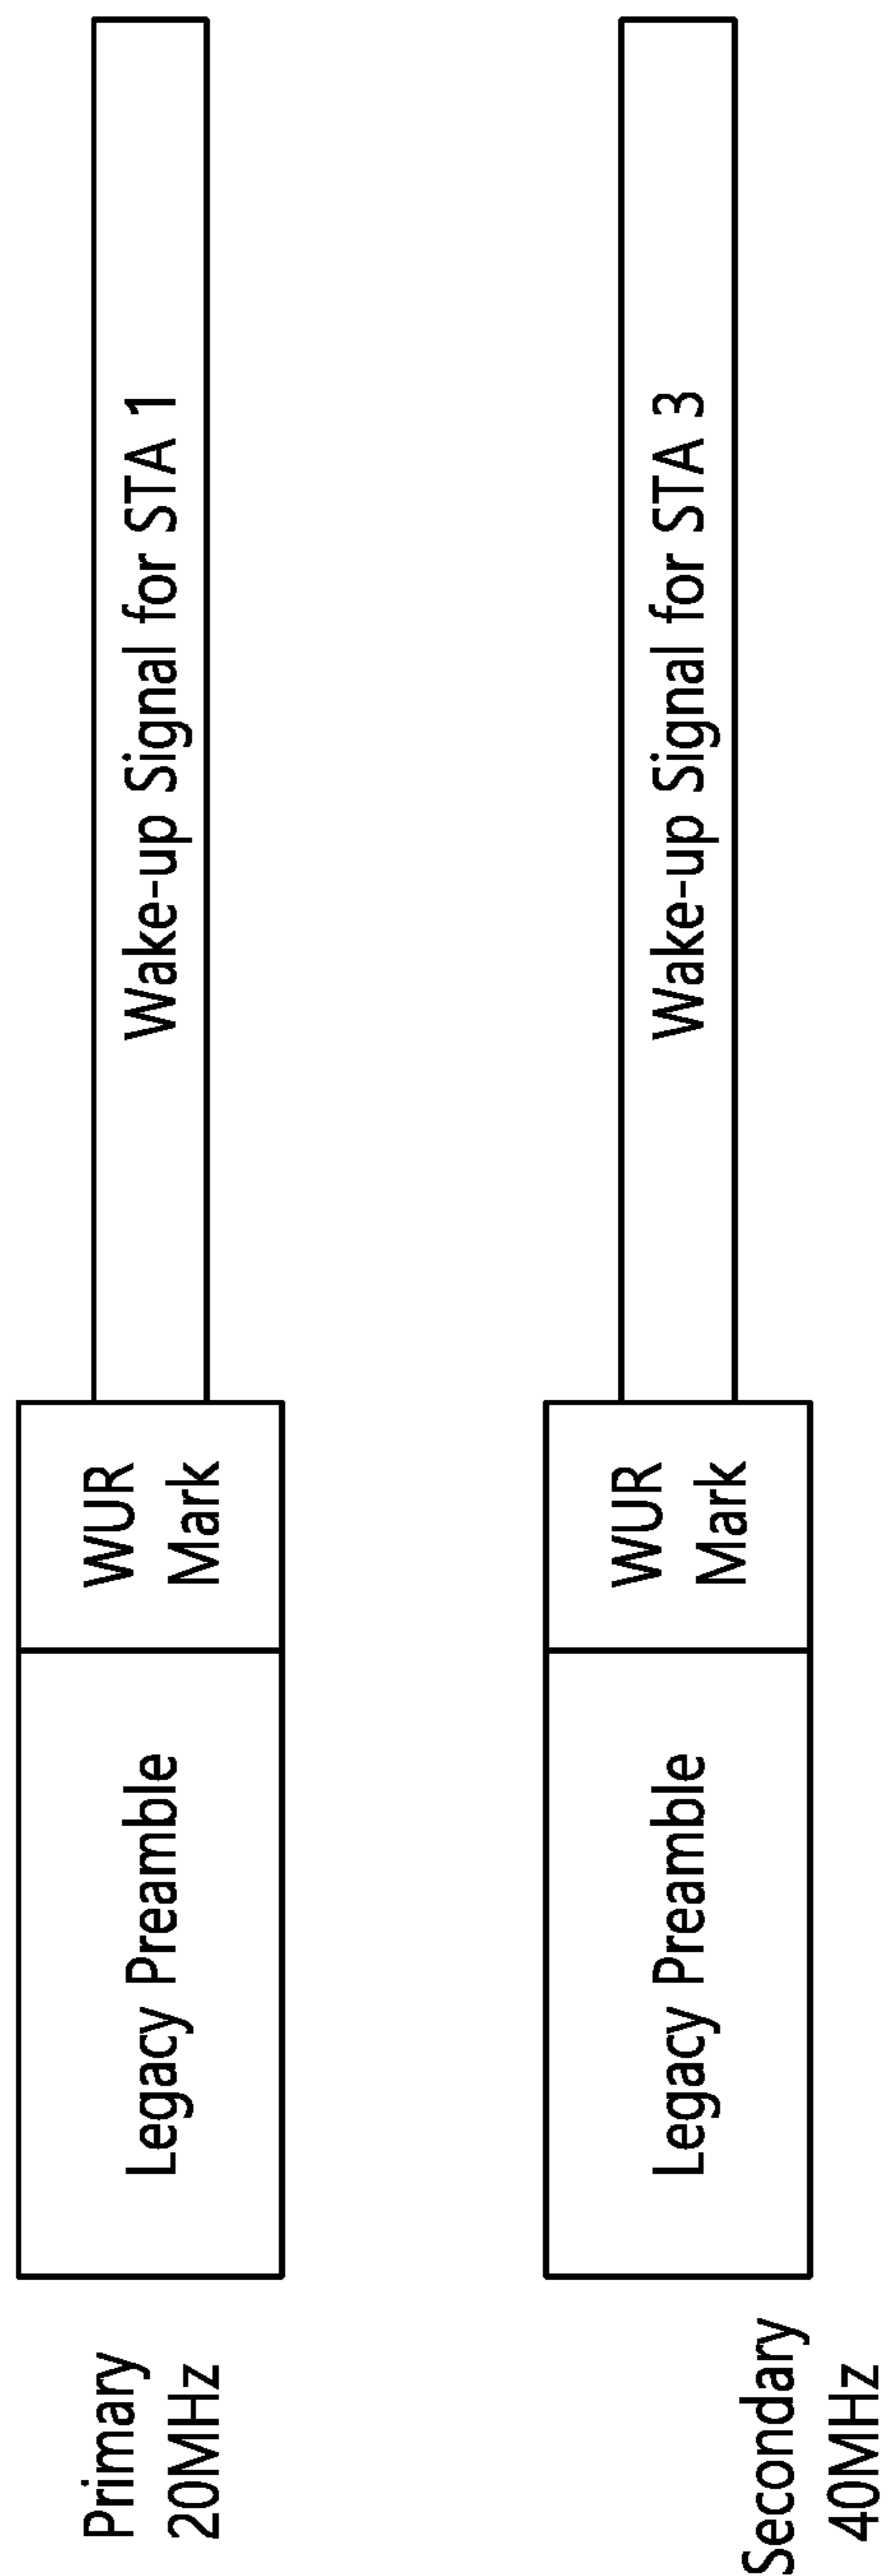 Primary
20MHz
Legacy Preamble
WUR
Mark
Wake-up Signal for STA 1
Secondary
40MHz
Legacy Preamble
WUR
Mark
Wake-up Signal for STA 3